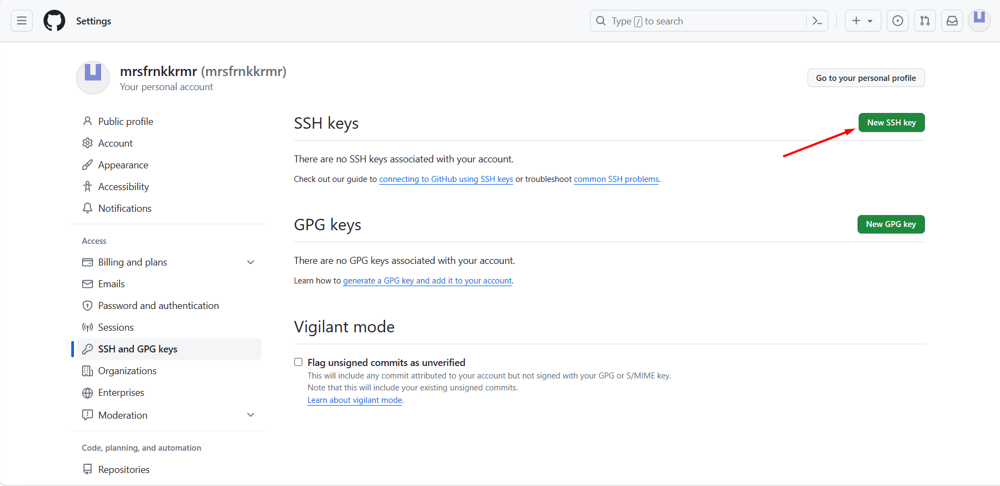 Settings
Type / to search
mrsfrnkkrmr (mrsfrnkkrmr)
Your personal account
Go to your personal profile
Public profile
Account
Appearance
Accessibility
Notifications
Access
Billing and plans
Emails
Password and authentication
Sessions
SSH and GPG keys
Organizations
Enterprises
Moderation
Code, planning, and automation
Repositories
SSH keys
New SSH key
There are no SSH keys associated with your account.
Check out our guide to connecting to GitHub using SSH keys or troubleshoot common SSH problems.
GPG keys
New GPG key
There are no GPG keys associated with your account.
Learn how to generate a GPG key and add it to your account.
Vigilant mode
Flag unsigned commits as unverified
This will include any commit attributed to your account but not signed with your GPG or S/MIME key.
Note that this will include your existing unsigned commits.
Learn about vigilant mode.